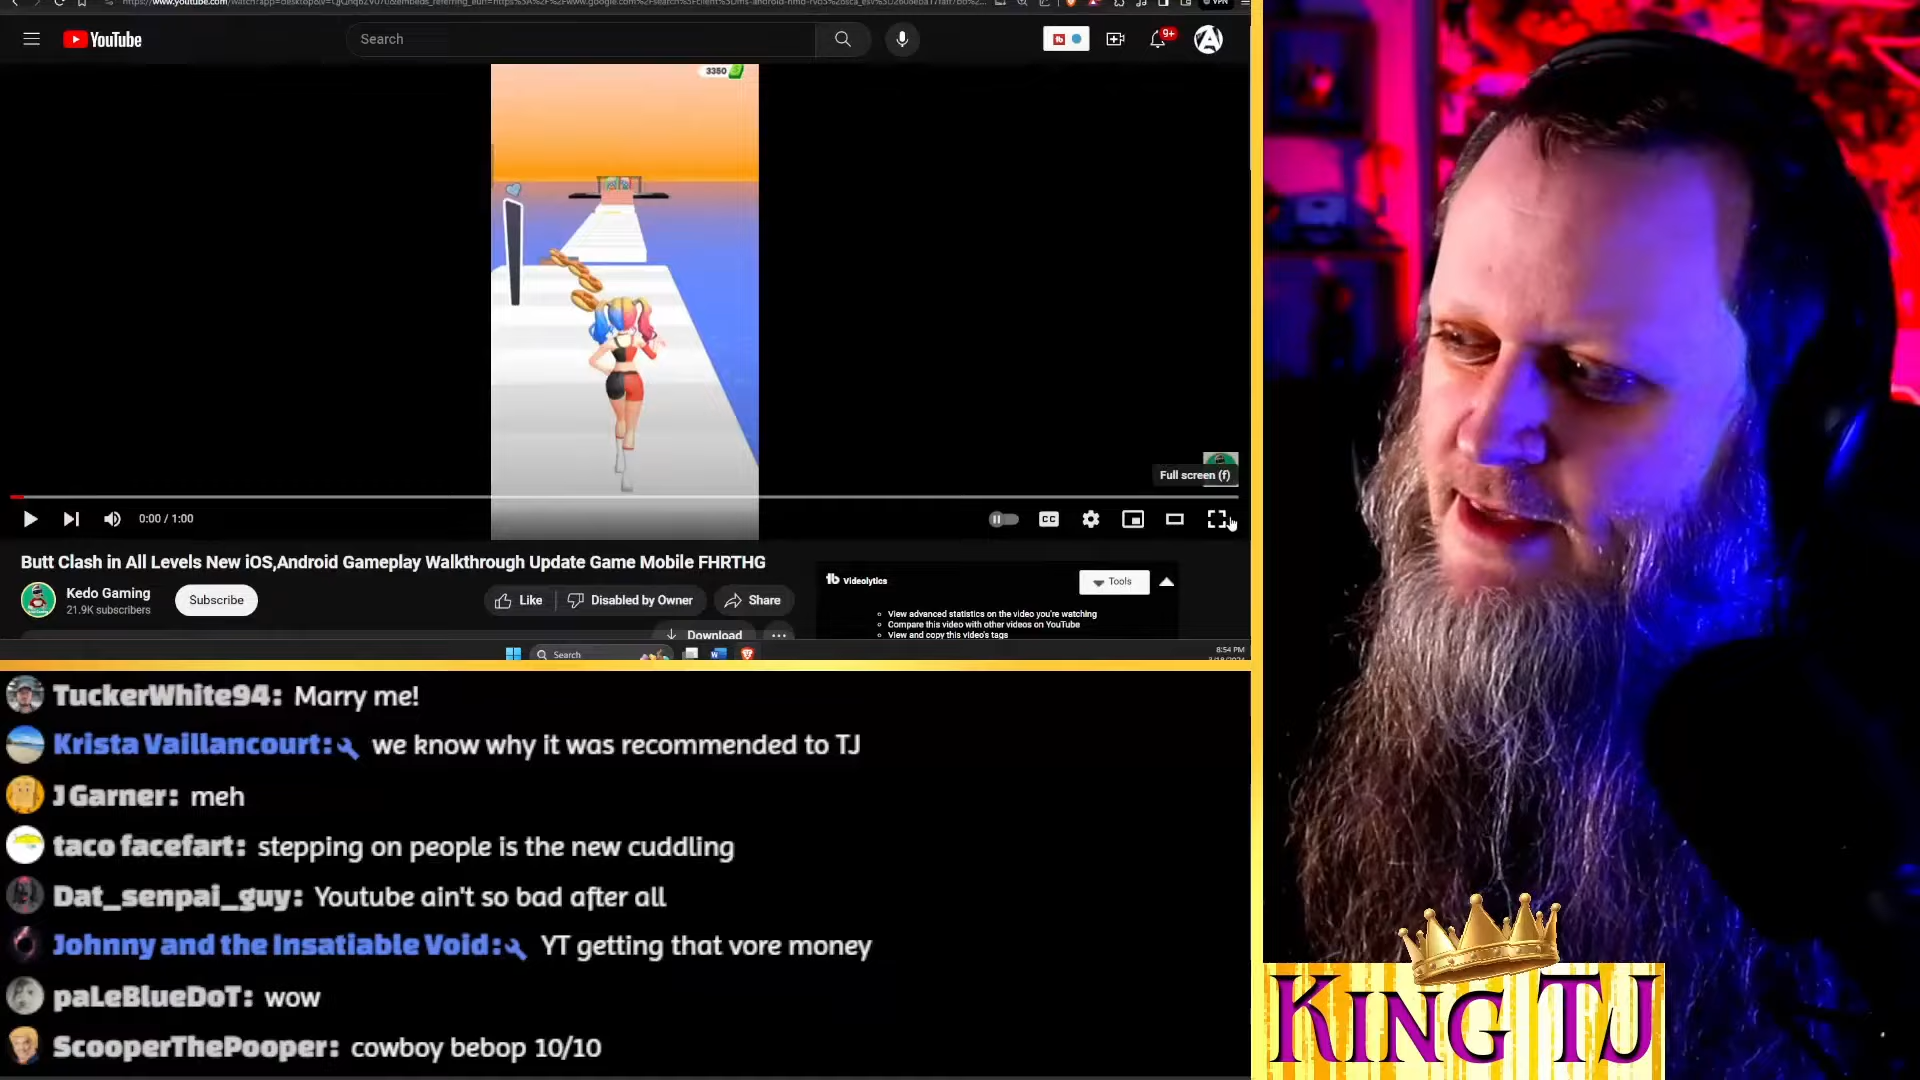 YouTube
Search
9+
3350
Full screen (f)
0:00 / 1:00
CC
Butt Clash in All Levels New iOS,Android Gameplay Walkthrough Update Game Mobile FHRTHG
Kedo Gaming
21.9K subscribers
Subscribe
Like
Disabled by Owner
Share
Download
Videolytics
Tools
View advanced statistics on the video you're watching
Compare this video with other videos on YouTube
View and copy this video's tags
Search
8:54 PM
TuckerWhite94: Marry me!
Krista Vaillancourt: we know why it was recommended to TJ
J Garner: meh
taco facefart: stepping on people is the new cuddling
Dat_senpai_guy: Youtube ain't so bad after all
Johnny and the Insatiable Void: YT getting that vore money
paLeBlueDoT: wow
ScooperThePooper: cowboy bebop 10/10
KING TJ